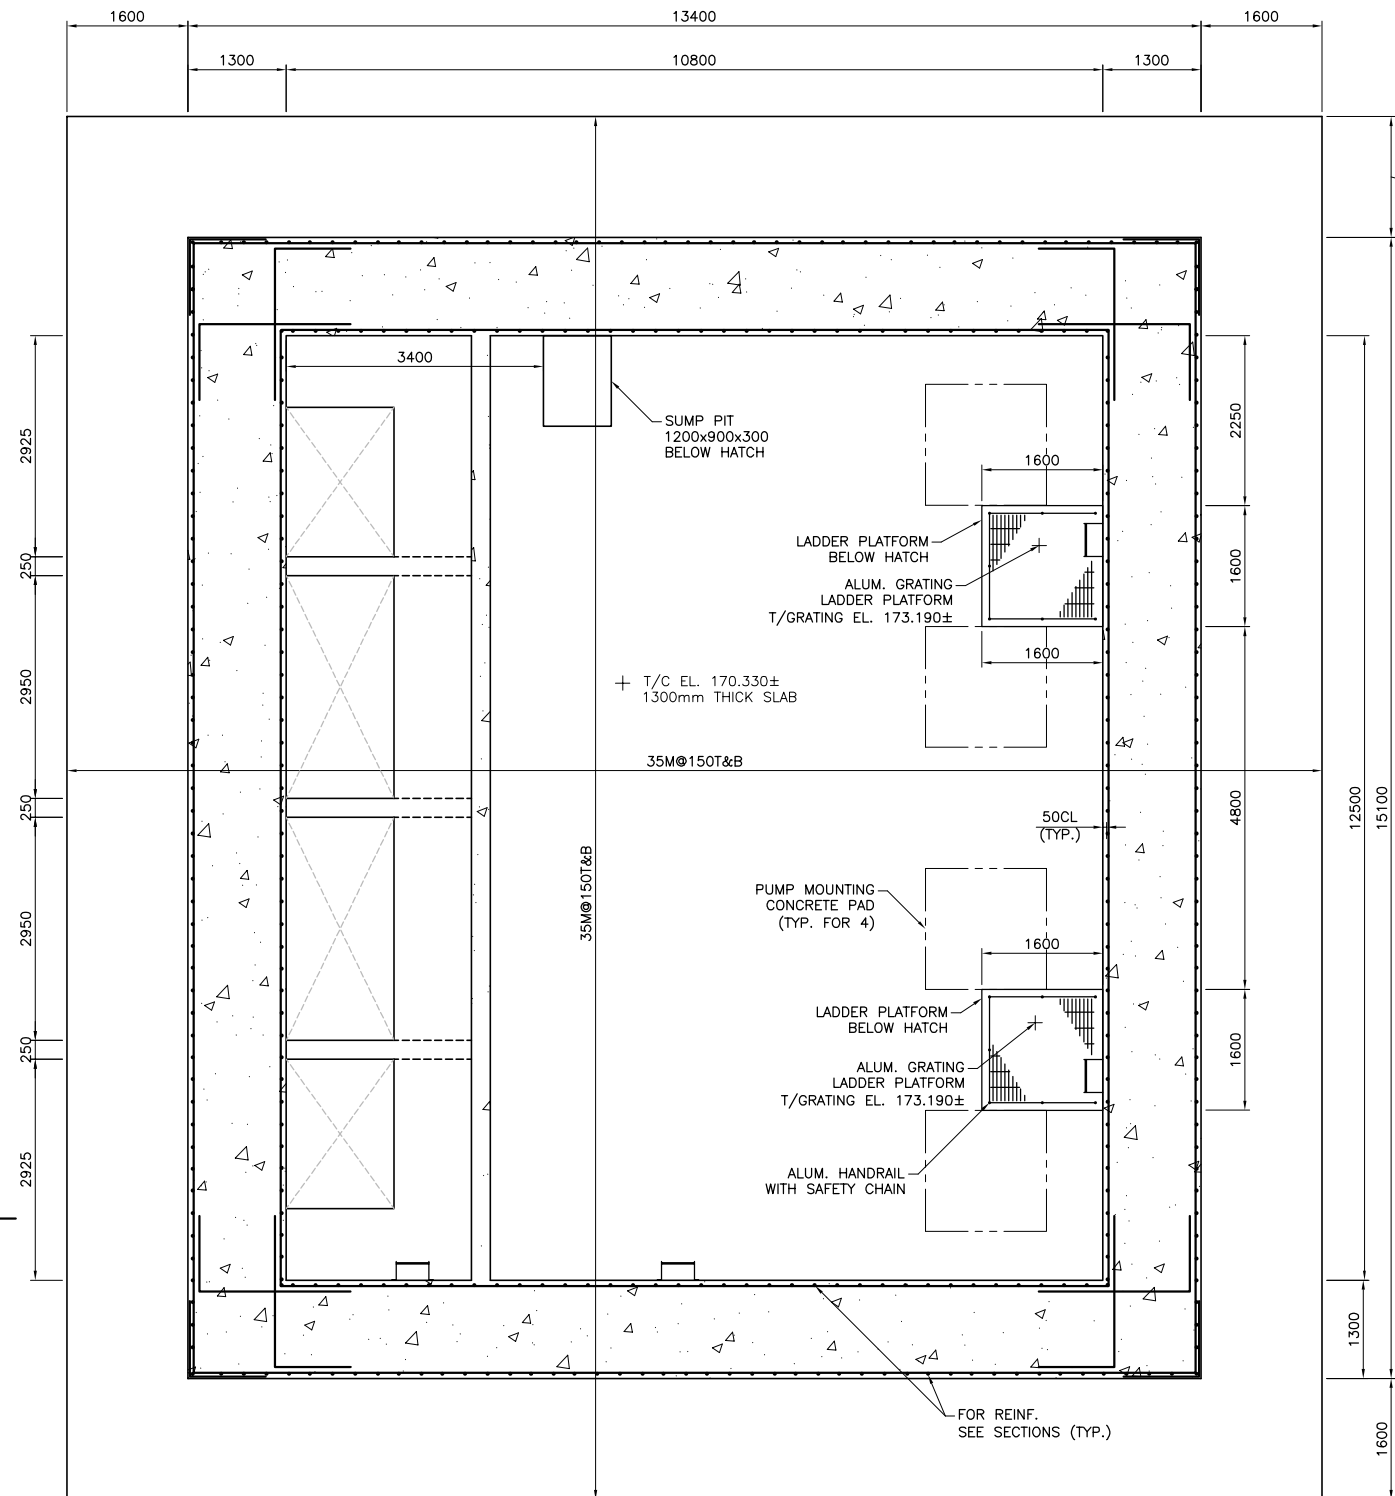 1600
13400
1600
1300
10800
1300
3400
SUMP PIT
1200x900x300
BELOW HATCH
2925
2250
1600
LADDER PLATFORM
BELOW HATCH
ALUM. GRATING
LADDER PLATFORM
T/GRATING EL. 173.190±
250
1600
1600
T/C EL. 170.330±
1300mm THICK SLAB
2950
35M@150T&B
250
50CL
(TYP.)
4800
12500
15100
35M@150T&B
PUMP MOUNTING
CONCRETE PAD
(TYP. FOR 4)
2950
1600
LADDER PLATFORM
BELOW HATCH
250
ALUM. GRATING
LADDER PLATFORM
T/GRATING EL. 173.190±
1600
2925
ALUM. HANDRAIL
WITH SAFETY CHAIN
1300
FOR REINF.
SEE SECTIONS (TYP.)
1600